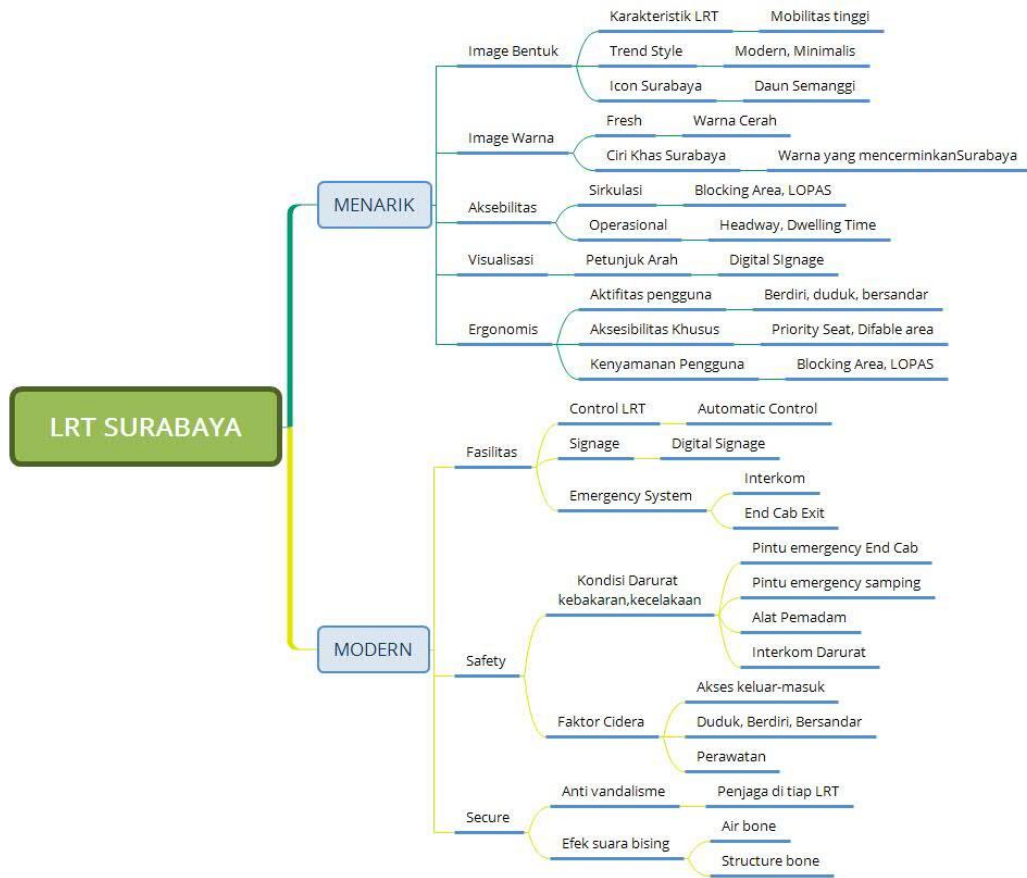 LRT SURABAYA
MENARIK
Image Bentuk
Karakteristik LRT
Mobilitas tinggi
Trend Style
Modern, Minimalis
Icon Surabaya
Daun Semanggi
Image Warna
Fresh
Warna Cerah
Ciri Khas Surabaya
Warna yang mencerminkanSurabaya
Aksebilitas
Sirkulasi
Blocking Area, LOPAS
Operasional
Headway, Dwelling Time
Visualisasi
Petunjuk Arah
Digital SIgnage
Ergonomis
Aktifitas pengguna
Berdiri, duduk, bersandar
Aksesibilitas Khusus
Priority Seat, Difable area
Kenyamanan Pengguna
Blocking Area, LOPAS
MODERN
Fasilitas
Control LRT
Automatic Control
Signage
Digital Signage
Emergency System
Interkom
End Cab Exit
Safety
Kondisi Darurat
kebakaran,kecelakaan
Pintu emergency End Cab
Pintu emergency samping
Alat Pemadam
Interkom Darurat
Faktor Cidera
Akses keluar-masuk
Duduk, Berdiri, Bersandar
Perawatan
Secure
Anti vandalisme
Penjaga di tiap LRT
Efek suara bising
Air bone
Structure bone